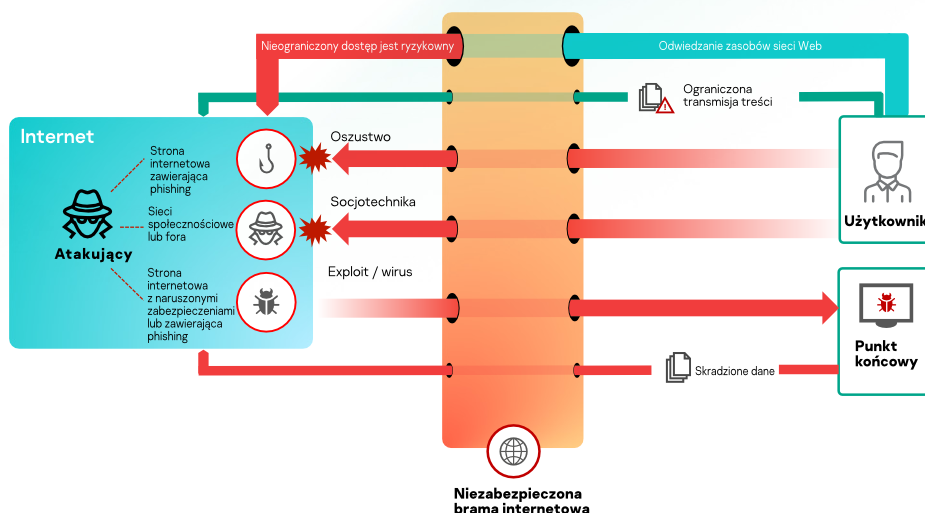 Nieograniczony dostęp jest ryzykowny
Odwiedzanie zasobów sieci Web
Ograniczona
transmisja treści
Internet
Oszustwo
Strona
internetowa
zawierająca
phishing
Socjotechnika
Sieci
społecznościowe
lub fora
Użytkownik
Atakujący
Exploit / wirus
Strona
internetowa
z naruszonymi
zabezpieczeniami
lub zawierająca
phishing
Punkt
końcowy
Skradzione dane
Niezabezpieczona
brama internetowa